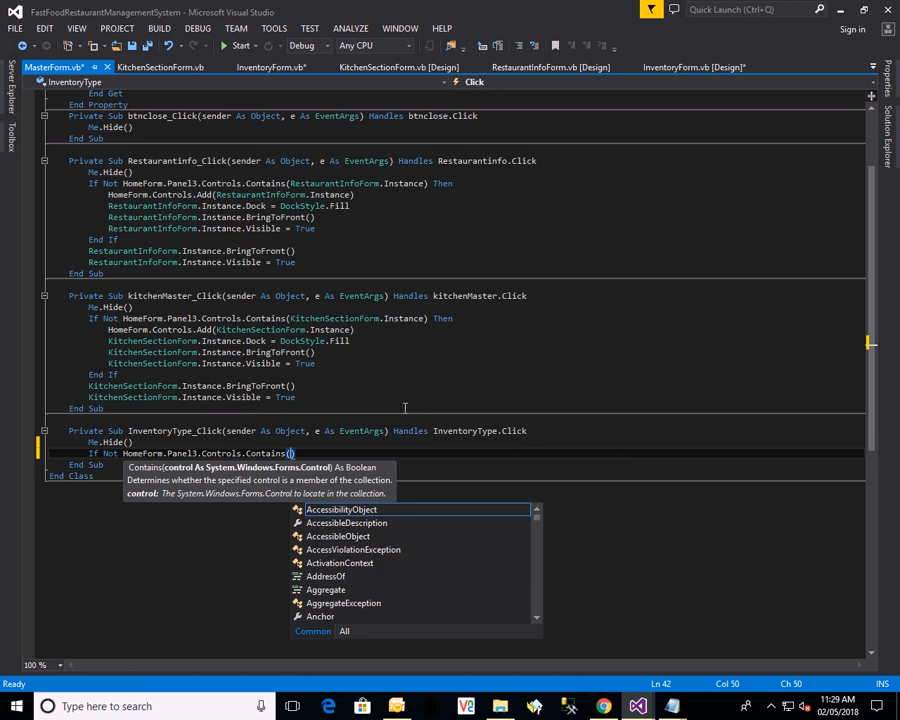 FastFoodRestaurantManagementSystem - Microsoft Visual Studio
Quick Launch (Ctrl+Q)
FILE EDIT VIEW PROJECT BUILD DEBUG TEAM TOOLS TEST ARCHITECTURE ANALYZE WINDOW HELP
Sign in
Start Debug Any CPU
MasterForm.vb* KitchenSectionForm.vb InventoryForm.vb* KitchenSectionForm.vb [Design] RestaurantInfoForm.vb [Design] InventoryForm.vb [Design]*
InventoryType Click
Server Explorer
Toolbox
Properties
Solution Explorer
End Get
End Property
Private Sub btnclose_Click(sender As Object, e As EventArgs) Handles btnclose.Click
Me.Hide()
End Sub
Private Sub Restaurantinfo_Click(sender As Object, e As EventArgs) Handles Restaurantinfo.Click
Me.Hide()
If Not HomeForm.Panel3.Controls.Contains(RestaurantInfoForm.Instance) Then
HomeForm.Controls.Add(RestaurantInfoForm.Instance)
RestaurantInfoForm.Instance.Dock = DockStyle.Fill
RestaurantInfoForm.Instance.BringToFront()
RestaurantInfoForm.Instance.Visible = True
End If
RestaurantInfoForm.Instance.BringToFront()
RestaurantInfoForm.Instance.Visible = True
End Sub
Private Sub kitchenMaster_Click(sender As Object, e As EventArgs) Handles kitchenMaster.Click
Me.Hide()
If Not HomeForm.Panel3.Controls.Contains(KitchenSectionForm.Instance) Then
HomeForm.Controls.Add(KitchenSectionForm.Instance)
KitchenSectionForm.Instance.Dock = DockStyle.Fill
KitchenSectionForm.Instance.BringToFront()
KitchenSectionForm.Instance.Visible = True
End If
KitchenSectionForm.Instance.BringToFront()
KitchenSectionForm.Instance.Visible = True
End Sub
Private Sub InventoryType_Click(sender As Object, e As EventArgs) Handles InventoryType.Click
Me.Hide()
If Not HomeForm.Panel3.Controls.Contains()
End Sub
End Class
Contains(control As System.Windows.Forms.Control) As Boolean
Determines whether the specified control is a member of the collection.
control: The System.Windows.Forms.Control to locate in the collection.
AccessibilityObject
AccessibleDescription
AccessibleObject
AccessViolationException
ActivationContext
AddressOf
Aggregate
AggregateException
Anchor
Common All
100 %
Ready Ln 42 Col 50 Ch 50 INS
Type here to search
11:29 AM
02/05/2018